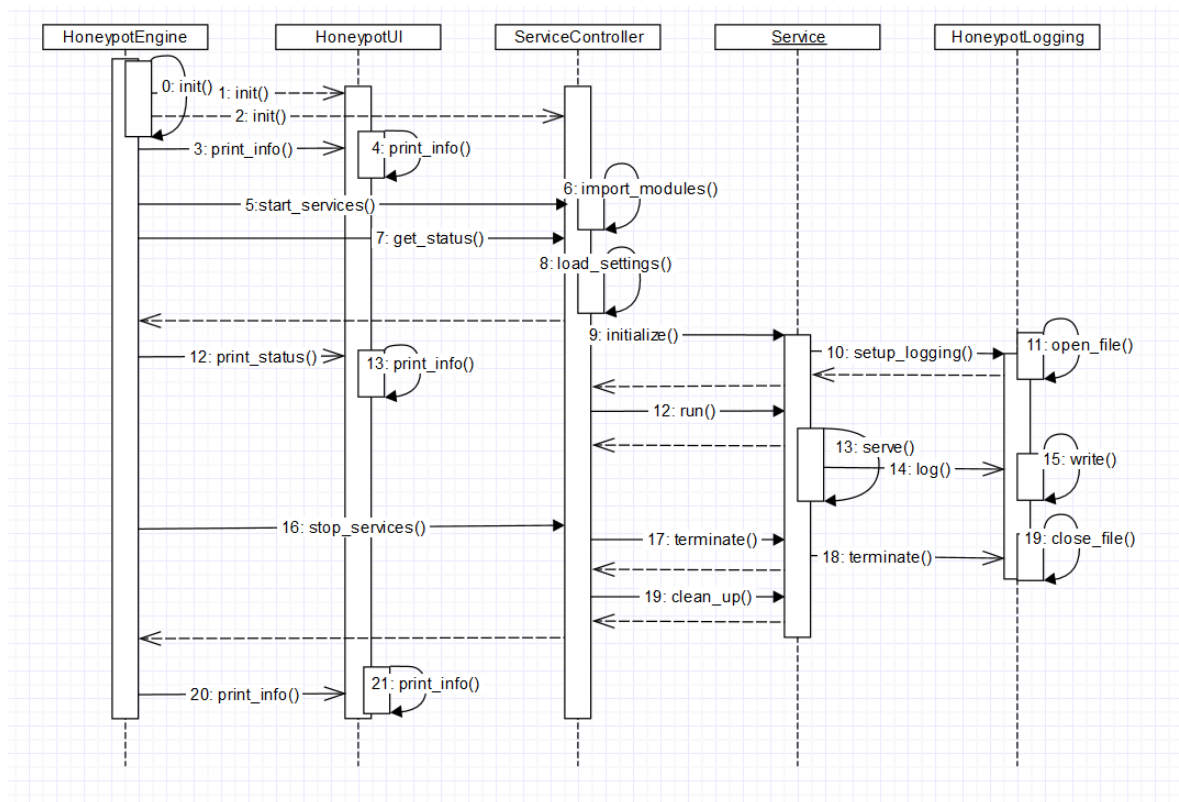 HoneypotEngine
HoneypotUI
ServiceController
Service
HoneypotLogging
0: init()
1: init()
2: init()
3: print_info()
4: print_info()
6: import_modules()
5:start_services()
7: get_status()
8: load_settings()
9: initialize()
10: setup_logging()
11: open_file()
12: print_status()
13: print_info()
12: run()
13: serve()
14: log()
15: write()
16: stop_services()
17: terminate()
18: terminate()
19: close_file()
19: clean_up()
20: print_info()
21: print_info()